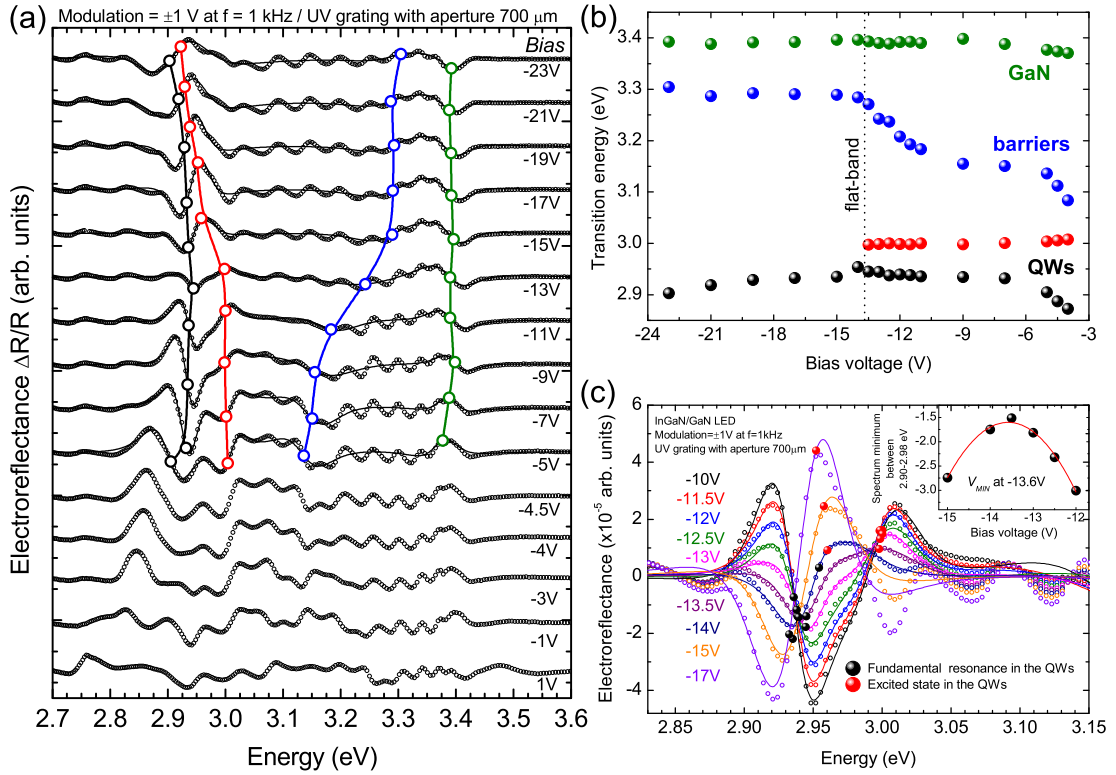 (a)
Modulation = ±1 V at f = 1 kHz / UV grating with aperture 700 μm
Bias
-23V
-21V
-19V
-17V
-15V
-13V
-11V
-9V
-7V
-5V
-4.5V
-4V
-3V
-1V
1V
Electroreflectance ΔR/R (arb. units)
2.7 2.8 2.9 3.0 3.1 3.2 3.3 3.4 3.5 3.6
Energy (eV)
(b)
3.4
3.3
3.2
3.1
3.0
2.9
Transition energy (eV)
GaN
barriers
flat-band
QWs
-23 -21 -19 -17 -15 -13 -11 -9 -7 -5 -3
Bias voltage (V)
(c)
InGaN/GaN LED
Modulation=±1V at f=1kHz
UV grating with aperture 700μm
6
4
2
0
-2
-4
Electroreflectance (x10⁻⁵ arb. units)
-10V
-11.5V
-12V
-12.5V
-13V
-13.5V
-14V
-15V
-17V
Spectrum minimum
between
2.90-2.98 eV
-1.5
-2.0
-2.5
-3.0
V_MIN at -13.6V
-15 -14 -13 -12
Bias voltage (V)
Fundamental resonance in the QWs
Excited state in the QWs
2.85 2.90 2.95 3.00 3.05 3.10 3.15
Energy (eV)